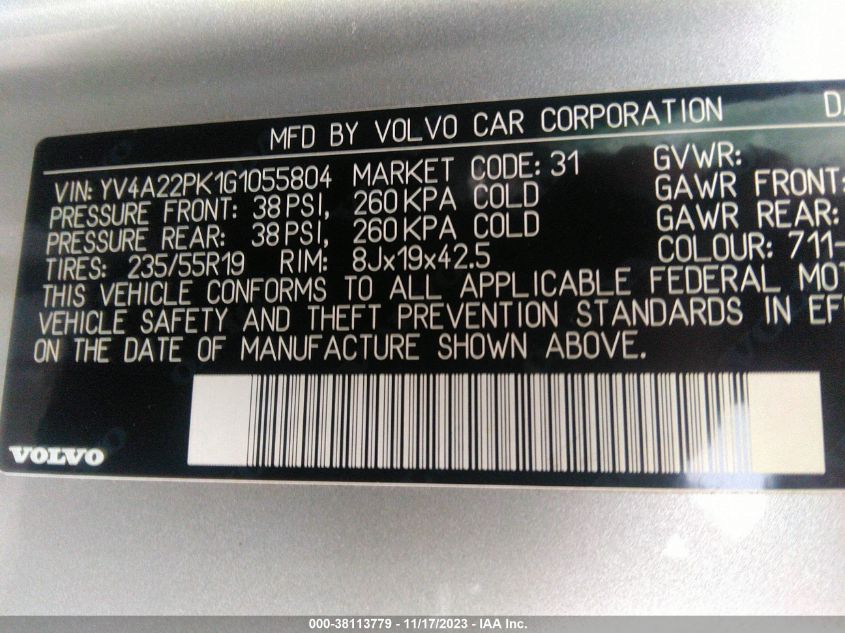 MFD BY VOLVO CAR CORPORATION
VIN: YV4A22PK1G1055804 MARKET CODE: 31 GVWR:
PRESSURE FRONT: 38 PSI, 260 KPA COLD GAWR FRONT:
PRESSURE REAR: 38 PSI, 260 KPA COLD GAWR REAR:
TIRES: 235/55R19 RIM: 8Jx19x42.5 COLOUR: 711-
THIS VEHICLE CONFORMS TO ALL APPLICABLE FEDERAL
VEHICLE SAFETY AND THEFT PREVENTION STANDARDS IN
ON THE DATE OF MANUFACTURE SHOWN ABOVE.
VOLVO
000-38113779 - 11/17/2023 - IAA Inc.